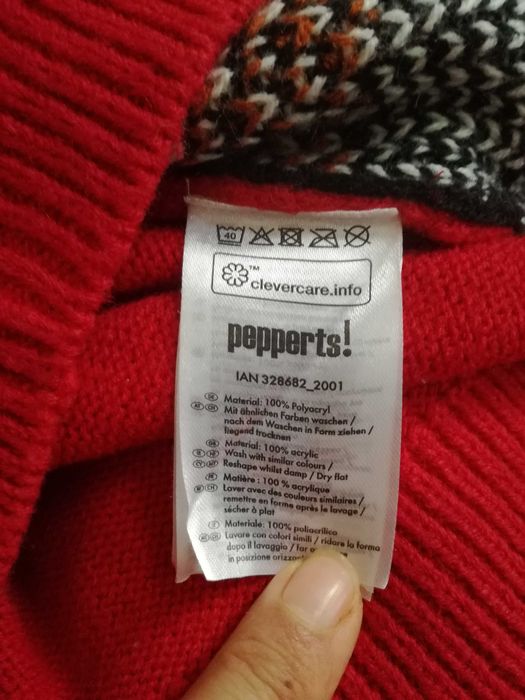 40
™
clevercare.info
pepperts!
IAN 328682_2001
DE Material: 100% Polyacryl
Mit ähnlichen Farben waschen /
nach dem Waschen in Form ziehen /
liegend trocknen
Material: 100% acrylic
Wash with similar colours /
Reshape whilst damp / Dry flat
Matière : 100 % acrylique
Laver avec des couleurs similaires /
remettre en forme après le lavage /
sécher à plat
Materiale: 100% poliacrilico
Lavare con colori simili / ridare la forma
dopo il lavaggio / far
in posizione